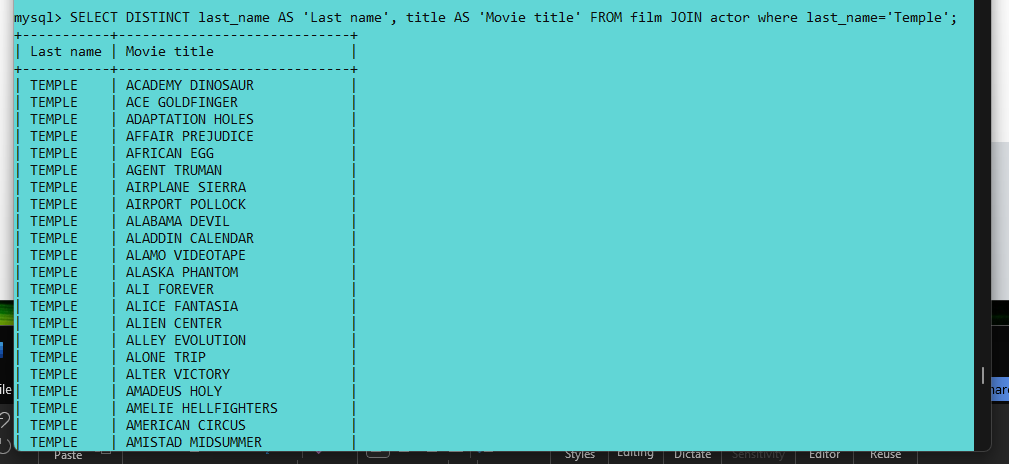 mysql> SELECT DISTINCT last_name AS 'Last name', title AS 'Movie title' FROM film JOIN actor where last_name='Temple';
+-----------+-----------------------------+
| Last name | Movie title                 |
+-----------+-----------------------------+
| TEMPLE    | ACADEMY DINOSAUR            |
| TEMPLE    | ACE GOLDFINGER              |
| TEMPLE    | ADAPTATION HOLES            |
| TEMPLE    | AFFAIR PREJUDICE            |
| TEMPLE    | AFRICAN EGG                 |
| TEMPLE    | AGENT TRUMAN                |
| TEMPLE    | AIRPLANE SIERRA             |
| TEMPLE    | AIRPORT POLLOCK             |
| TEMPLE    | ALABAMA DEVIL               |
| TEMPLE    | ALADDIN CALENDAR            |
| TEMPLE    | ALAMO VIDEOTAPE             |
| TEMPLE    | ALASKA PHANTOM              |
| TEMPLE    | ALI FOREVER                 |
| TEMPLE    | ALICE FANTASIA              |
| TEMPLE    | ALIEN CENTER                |
| TEMPLE    | ALLEY EVOLUTION             |
| TEMPLE    | ALONE TRIP                  |
| TEMPLE    | ALTER VICTORY               |
| TEMPLE    | AMADEUS HOLY                |
| TEMPLE    | AMELIE HELLFIGHTERS         |
| TEMPLE    | AMERICAN CIRCUS             |
| TEMPLE    | AMISTAD MIDSUMMER           |
Paste Styles Editing Dictate Sensitivity Editor Reuse